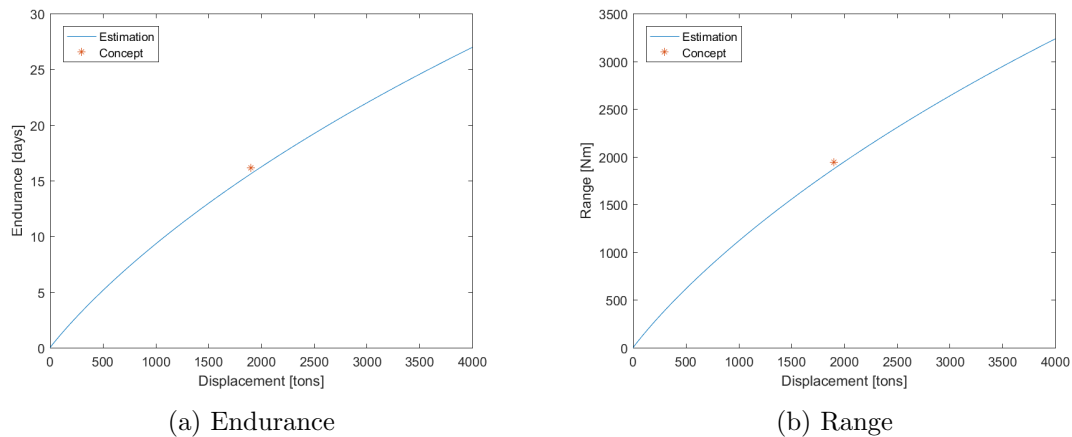 30
25
20
15
10
5
0
Endurance [days]
Estimation
Concept
0 500 1000 1500 2000 2500 3000 3500 4000
Displacement [tons]
(a) Endurance
3500
3000
2500
2000
1500
1000
500
0
Range [Nm]
Estimation
Concept
0 500 1000 1500 2000 2500 3000 3500 4000
Displacement [tons]
(b) Range